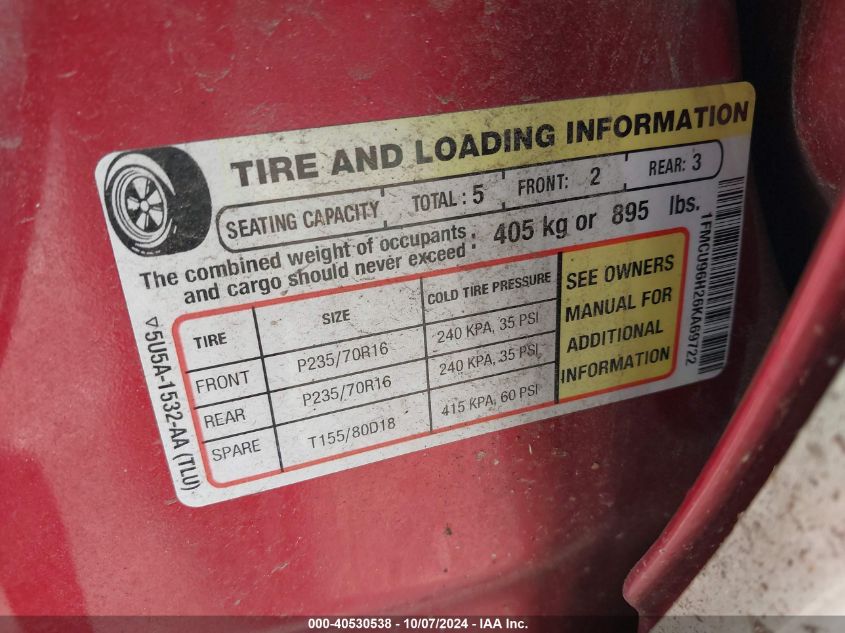 TIRE AND LOADING INFORMATION
SEATING CAPACITY TOTAL : 5 FRONT: 2 REAR: 3
The combined weight of occupants and cargo should never exceed : 405 kg or 895 lbs.
TIRE SIZE COLD TIRE PRESSURE
FRONT P235/70R16 240 KPA, 35 PSI
REAR P235/70R16 240 KPA, 35 PSI
SPARE T155/80D18 415 KPA, 60 PSI
SEE OWNERS
MANUAL FOR
ADDITIONAL
INFORMATION
5U5A-1532-AA (TLU)
1FMCU96H26KA69722
000-40530538 - 10/07/2024 - IAA Inc.